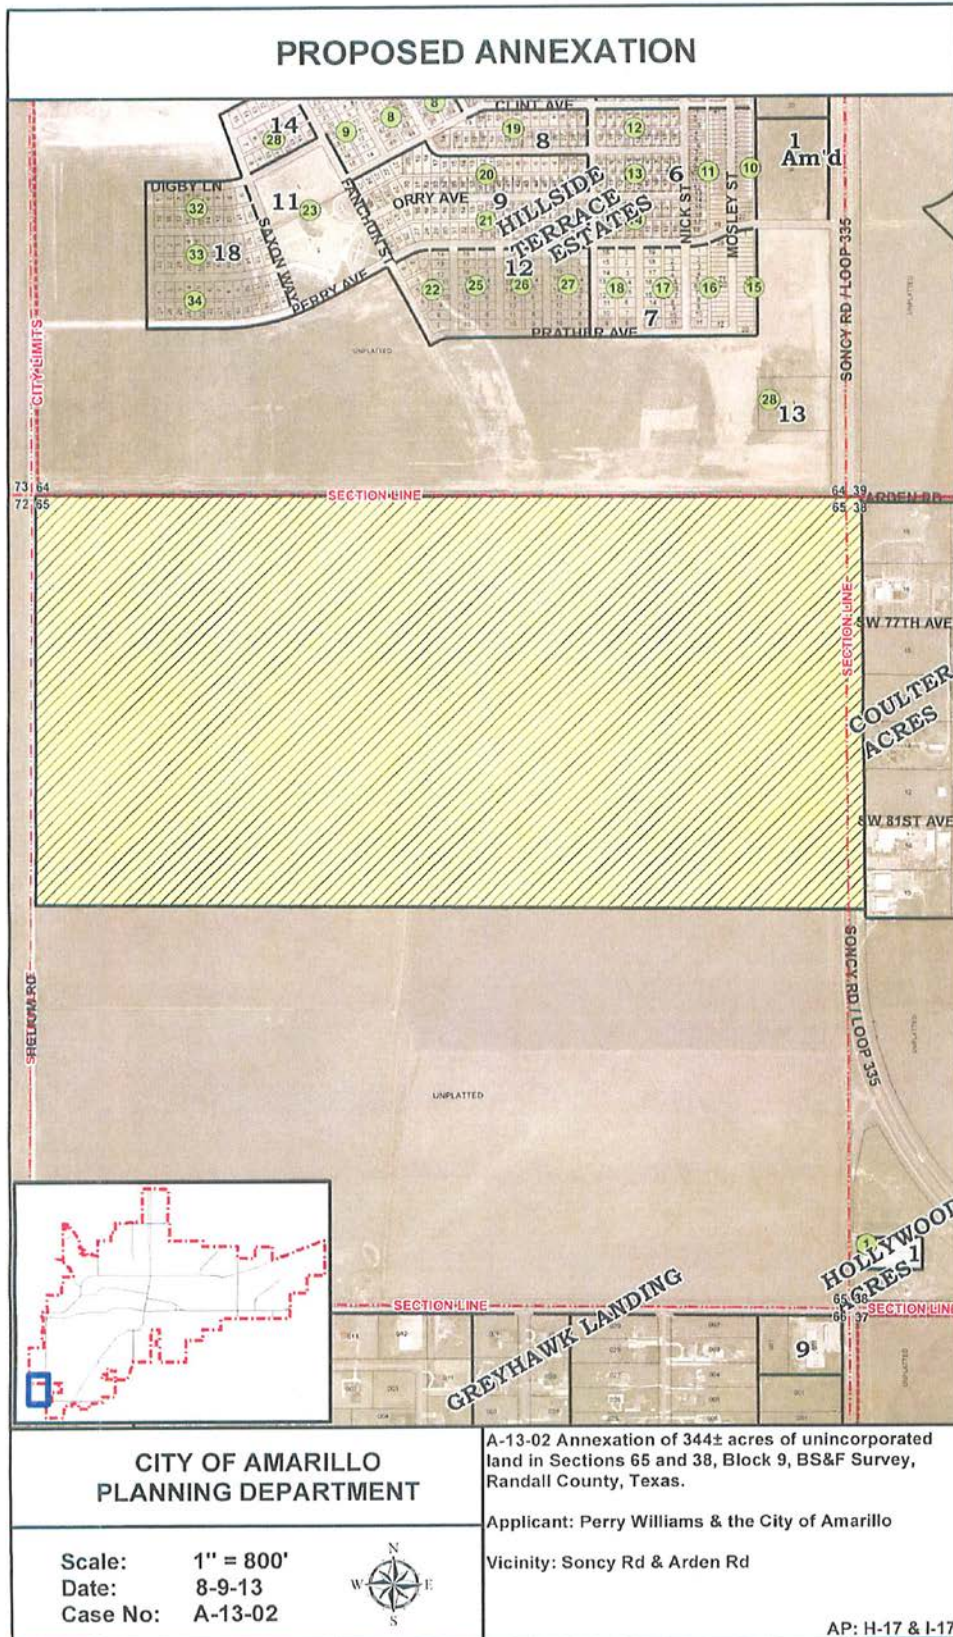 PROPOSED ANNEXATION
CLINT AVE
14
28
9
8
8
19
8
12
1
Am'd
DIGBY LN
32
11
23
FANCHUN ST
ORRY AVE
20
9
21
HILLSIDE
TERRACE
ESTATES
13
6
11
10
NICK ST
MOSLEY ST
SONCY RD / LOOP 335
UNPLATTED
33
18
SAXON WAY
34
PERRY AVE
12
22
25
26
27
18
17
16
15
7
PRATHER AVE
UNPLATTED
CITY LIMITS
28
13
73 64
72 65
SECTION LINE
64 39
65 38
ARDEN RD
SECTION LINE
SW 77TH AVE
COULTER
ACRES
SW 81ST AVE
HELIUM RD
SONCY RD / LOOP 335
UNPLATTED
UNPLATTED
1
1
HOLLYWOOD
ACRES
SECTION LINE
65 38
66 37
SECTION LINE
GREYHAWK LANDING
9
UNPLATTED
CITY OF AMARILLO
PLANNING DEPARTMENT
Scale: 1" = 800'
Date: 8-9-13
Case No: A-13-02
N
W E
S
A-13-02 Annexation of 344± acres of unincorporated
land in Sections 65 and 38, Block 9, BS&F Survey,
Randall County, Texas.
Applicant: Perry Williams & the City of Amarillo
Vicinity: Soncy Rd & Arden Rd
AP: H-17 & I-17